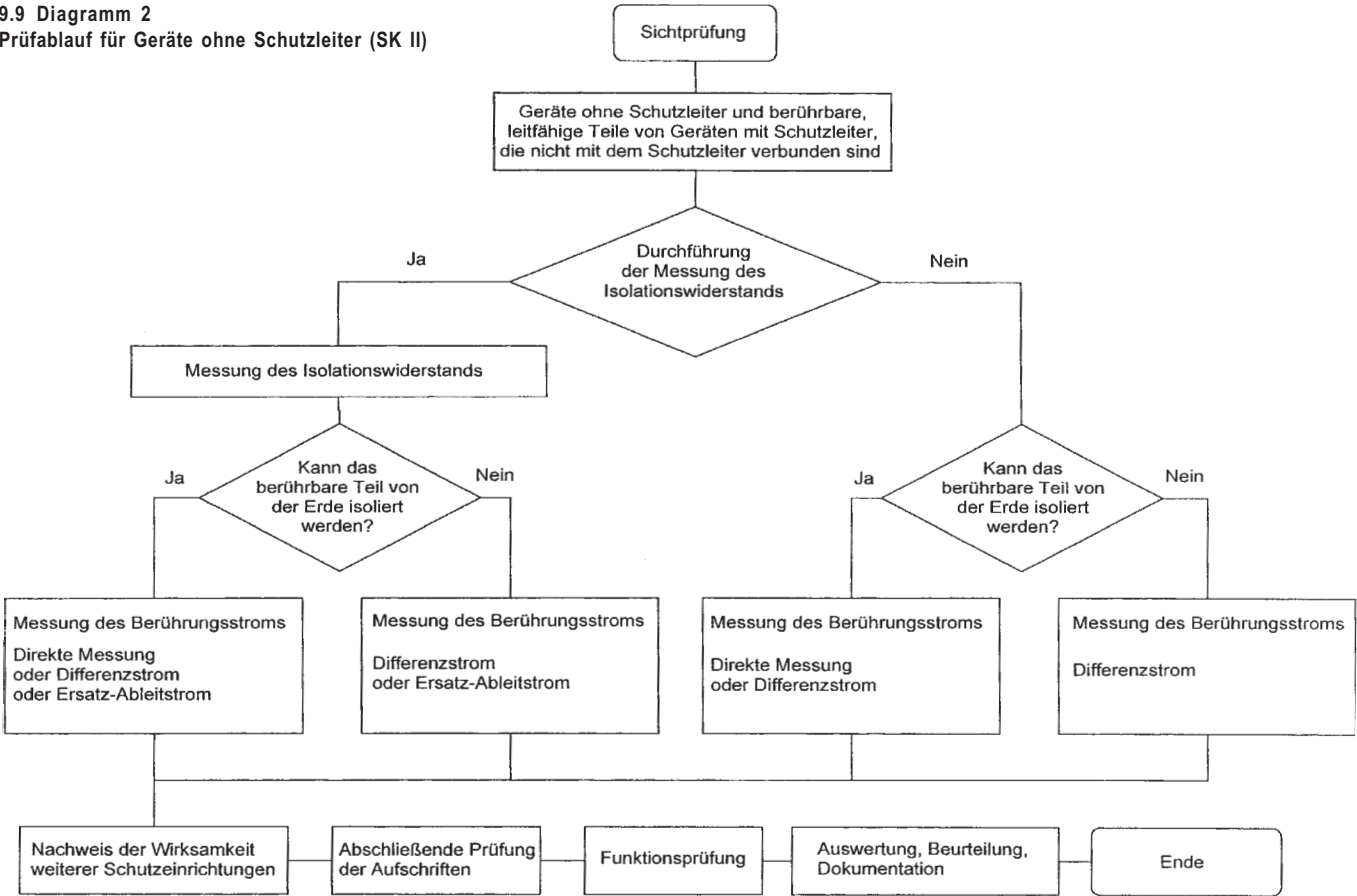 9.9 Diagramm 2
Prüfablauf für Geräte ohne Schutzleiter (SK II)
Sichtprüfung
Geräte ohne Schutzleiter und berührbare,
leitfähige Teile von Geräten mit Schutzleiter,
die nicht mit dem Schutzleiter verbunden sind
Durchführung
der Messung des
Isolationswiderstands
Ja
Nein
Messung des Isolationswiderstands
Kann das
berührbare Teil von
der Erde isoliert
werden?
Ja
Nein
Kann das
berührbare Teil von
der Erde isoliert
werden?
Ja
Nein
Messung des Berührungsstroms
Direkte Messung
oder Differenzstrom
oder Ersatz-Ableitstrom
Messung des Berührungsstroms
Differenzstrom
oder Ersatz-Ableitstrom
Messung des Berührungsstroms
Direkte Messung
oder Differenzstrom
Messung des Berührungsstroms
Differenzstrom
Nachweis der Wirksamkeit
weiterer Schutzeinrichtungen
Abschließende Prüfung
der Aufschriften
Funktionsprüfung
Auswertung, Beurteilung,
Dokumentation
Ende